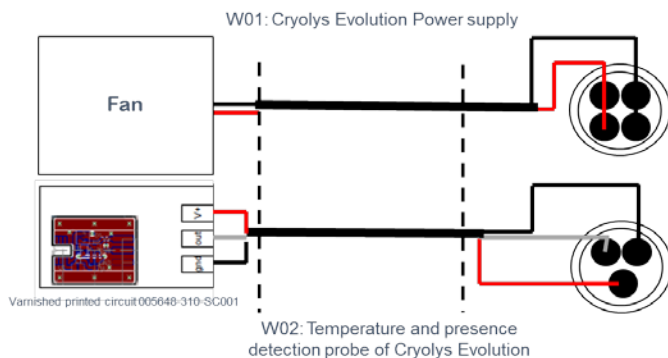 W01: Cryolys Evolution Power supply
Fan
V+
out
gnd
Varnished printed circuit 005648-310-SC001
W02: Temperature and presence
detection probe of Cryolys Evolution